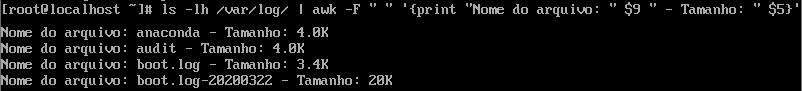 [root@localhost ~]# ls -lh /var/log/ | awk -F " " '{print "Nome do arquivo: " $9 " - Tamanho: " $5}'
Nome do arquivo: anaconda - Tamanho: 4.0K
Nome do arquivo: audit - Tamanho: 4.0K
Nome do arquivo: boot.log - Tamanho: 3.4K
Nome do arquivo: boot.log-20200322 - Tamanho: 20K